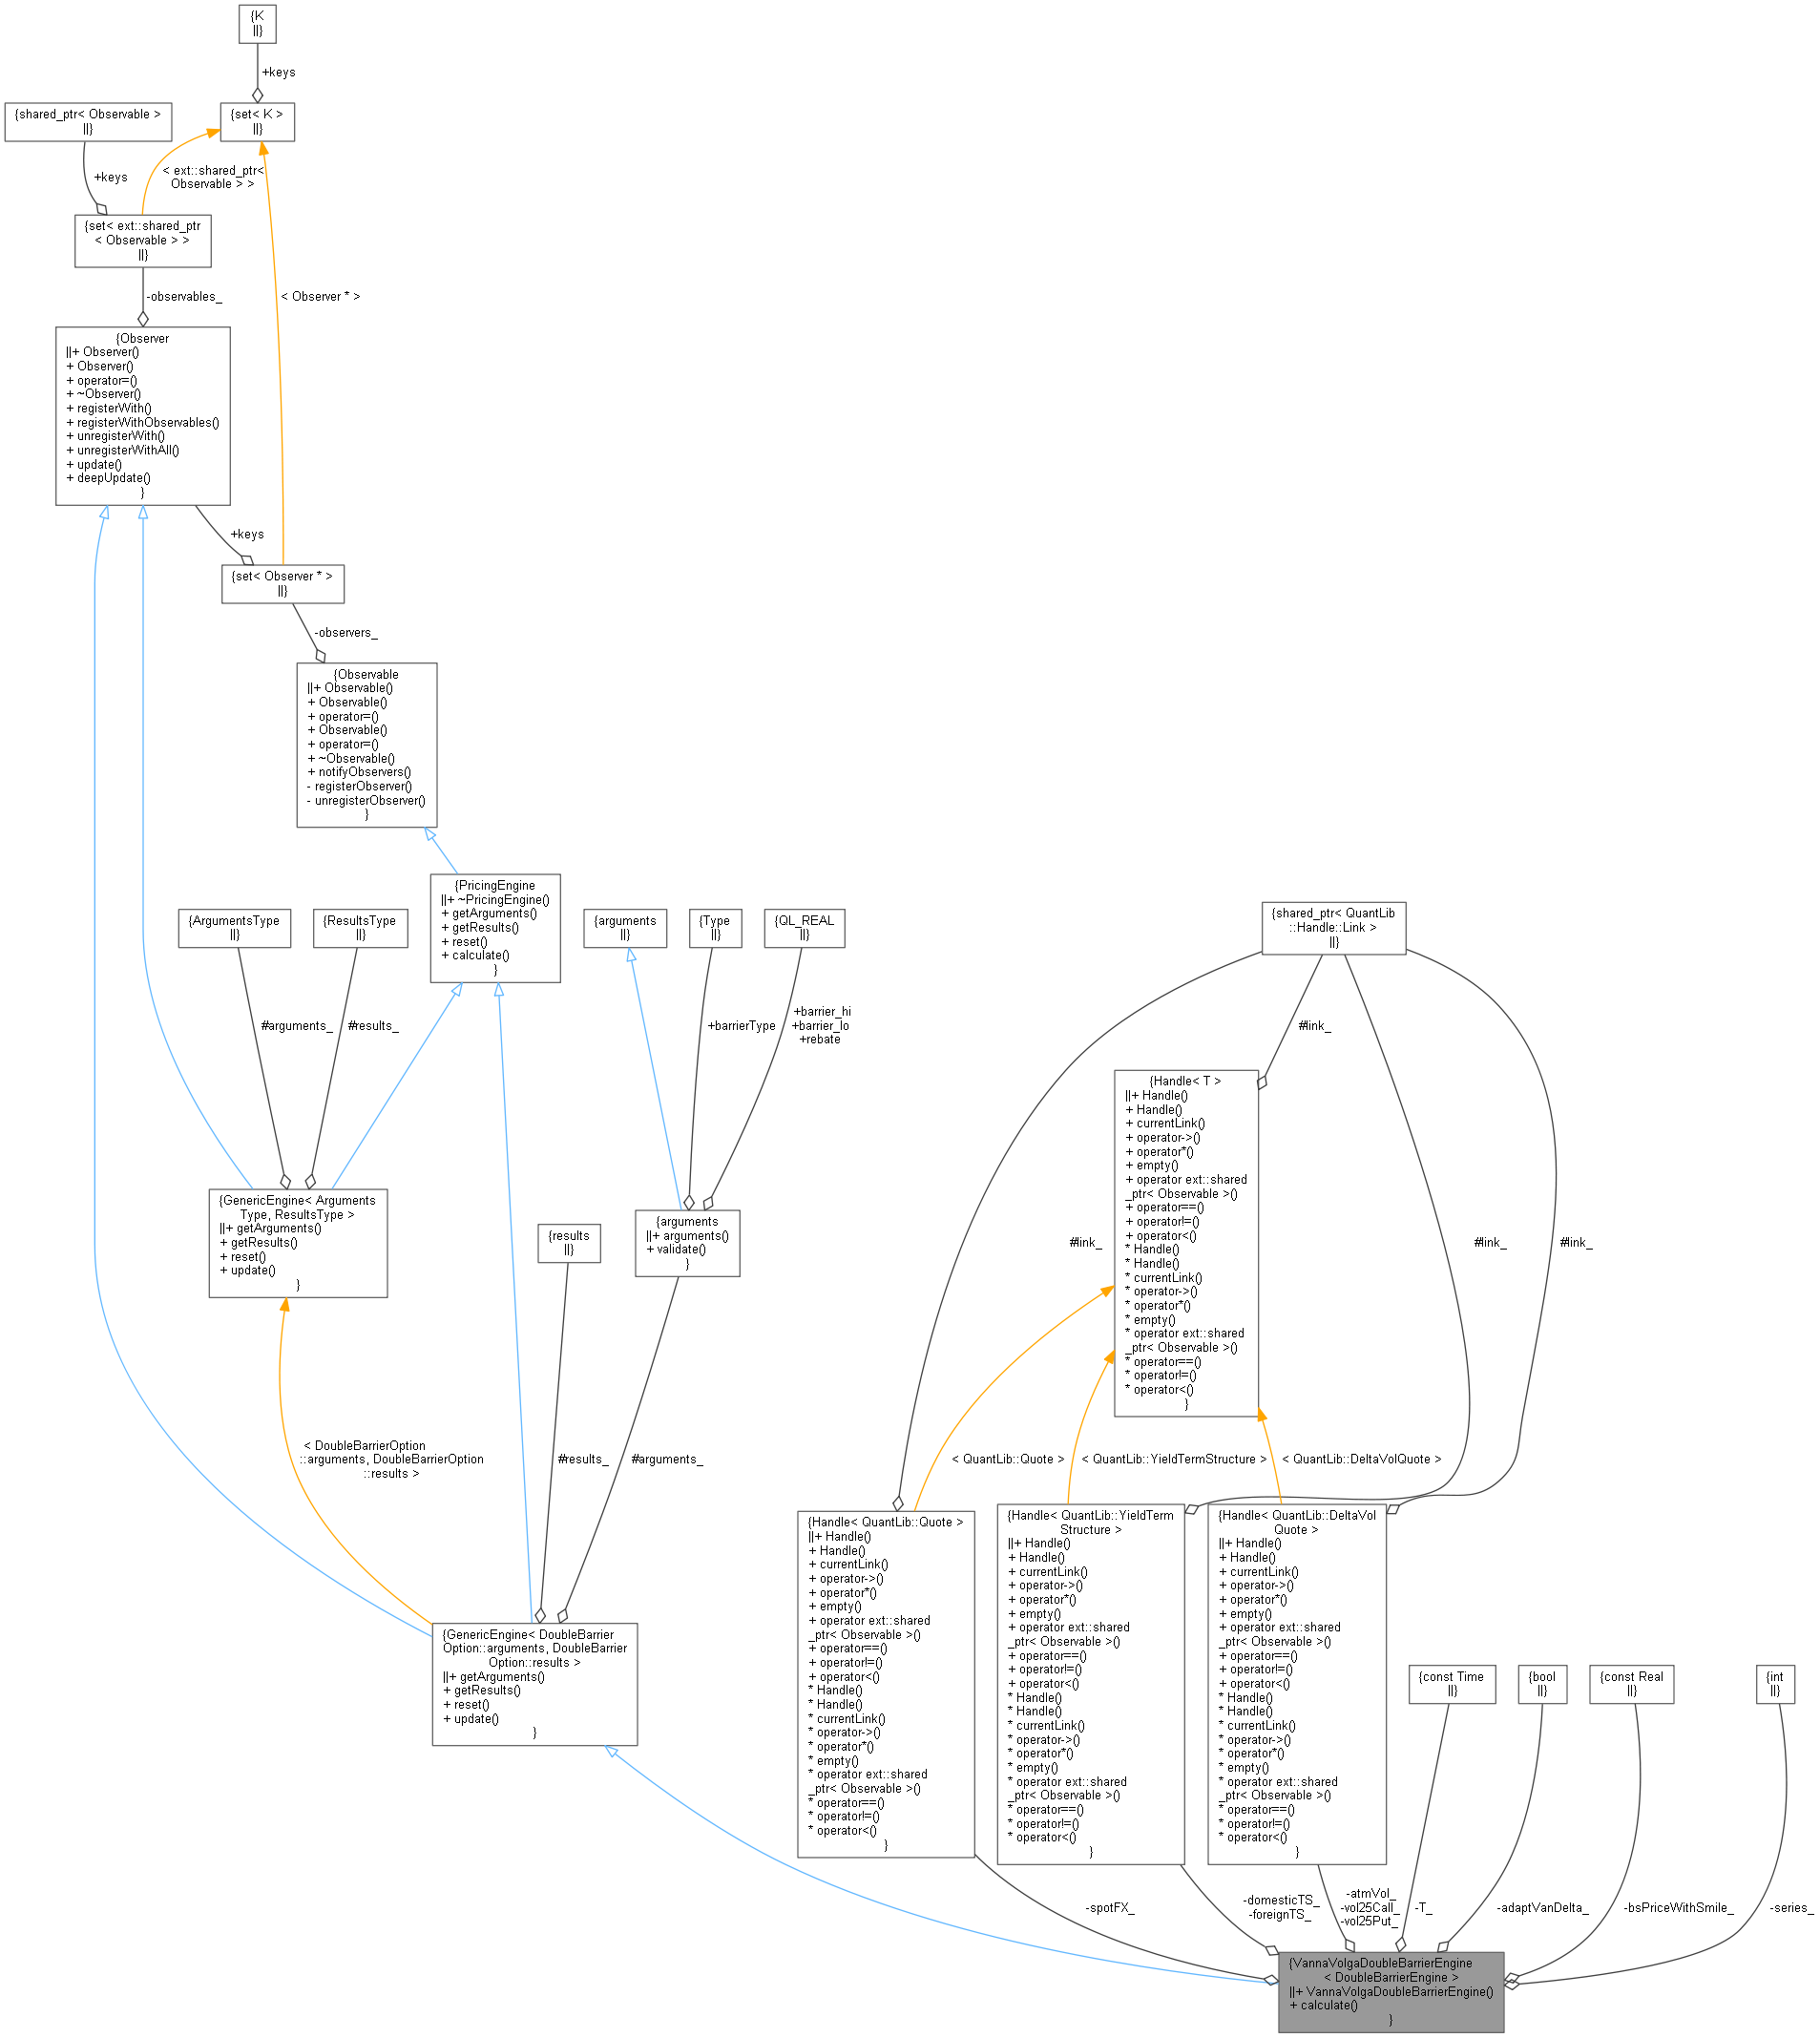 {K
||}
+keys
{shared_ptr< Observable >
||}
{set< K >
||}
+keys
< ext::shared_ptr<
Observable > >
{set< ext::shared_ptr
< Observable > >
||}
-observables_
< Observer * >
{Observer
||+ Observer()
+ Observer()
+ operator=()
+ ~Observer()
+ registerWith()
+ registerWithObservables()
+ unregisterWith()
+ unregisterWithAll()
+ update()
+ deepUpdate()
}
+keys
{set< Observer * >
||}
-observers_
{Observable
||+ Observable()
+ Observable()
+ operator=()
+ Observable()
+ operator=()
+ ~Observable()
+ notifyObservers()
- registerObserver()
- unregisterObserver()
}
{PricingEngine
||+ ~PricingEngine()
+ getArguments()
+ getResults()
+ reset()
+ calculate()
}
{ArgumentsType
||}
{ResultsType
||}
{arguments
||}
{Type
||}
{QL_REAL
||}
{shared_ptr< QuantLib
::Handle::Link >
||}
#arguments_
#results_
+barrierType
+barrier_hi
+barrier_lo
+rebate
#link_
{Handle< T >
||+ Handle()
+ Handle()
+ currentLink()
+ operator->()
+ operator*()
+ empty()
+ operator ext::shared
_ptr< Observable >()
+ operator==()
+ operator!=()
+ operator<()
* Handle()
* Handle()
* currentLink()
* operator->()
* operator*()
* empty()
* operator ext::shared
_ptr< Observable >()
* operator==()
* operator!=()
* operator<()
}
{GenericEngine< Arguments
Type, ResultsType >
||+ getArguments()
+ getResults()
+ reset()
+ update()
}
{results
||}
{arguments
||+ arguments()
+ validate()
}
#link_
#link_
#link_
< DoubleBarrierOption
::arguments, DoubleBarrierOption
::results >
#results_
#arguments_
< QuantLib::Quote >
< QuantLib::YieldTermStructure >
< QuantLib::DeltaVolQuote >
{GenericEngine< DoubleBarrier
Option::arguments, DoubleBarrier
Option::results >
||+ getArguments()
+ getResults()
+ reset()
+ update()
}
{Handle< QuantLib::Quote >
||+ Handle()
+ Handle()
+ currentLink()
+ operator->()
+ operator*()
+ empty()
+ operator ext::shared
_ptr< Observable >()
+ operator==()
+ operator!=()
+ operator<()
* Handle()
* Handle()
* currentLink()
* operator->()
* operator*()
* empty()
* operator ext::shared
_ptr< Observable >()
* operator==()
* operator!=()
* operator<()
}
{Handle< QuantLib::YieldTerm
Structure >
||+ Handle()
+ Handle()
+ currentLink()
+ operator->()
+ operator*()
+ empty()
+ operator ext::shared
_ptr< Observable >()
+ operator==()
+ operator!=()
+ operator<()
* Handle()
* Handle()
* currentLink()
* operator->()
* operator*()
* empty()
* operator ext::shared
_ptr< Observable >()
* operator==()
* operator!=()
* operator<()
}
{Handle< QuantLib::DeltaVol
Quote >
||+ Handle()
+ Handle()
+ currentLink()
+ operator->()
+ operator*()
+ empty()
+ operator ext::shared
_ptr< Observable >()
+ operator==()
+ operator!=()
+ operator<()
* Handle()
* Handle()
* currentLink()
* operator->()
* operator*()
* empty()
* operator ext::shared
_ptr< Observable >()
* operator==()
* operator!=()
* operator<()
}
{const Time
||}
{bool
||}
{const Real
||}
{int
||}
-spotFX_
-domesticTS_
-foreignTS_
-atmVol_
-vol25Call_
-vol25Put_
-T_
-adaptVanDelta_
-bsPriceWithSmile_
-series_
{VannaVolgaDoubleBarrierEngine
< DoubleBarrierEngine >
||+ VannaVolgaDoubleBarrierEngine()
+ calculate()
}